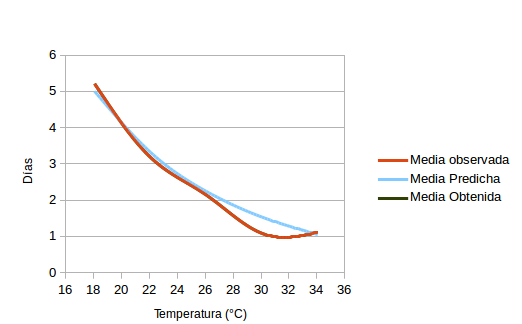 6
5
4
3
2
1
0
16 18 20 22 24 26 28 30 32 34 36
Días
Temperatura (°C)
Media observada
Media Predicha
Media Obtenida